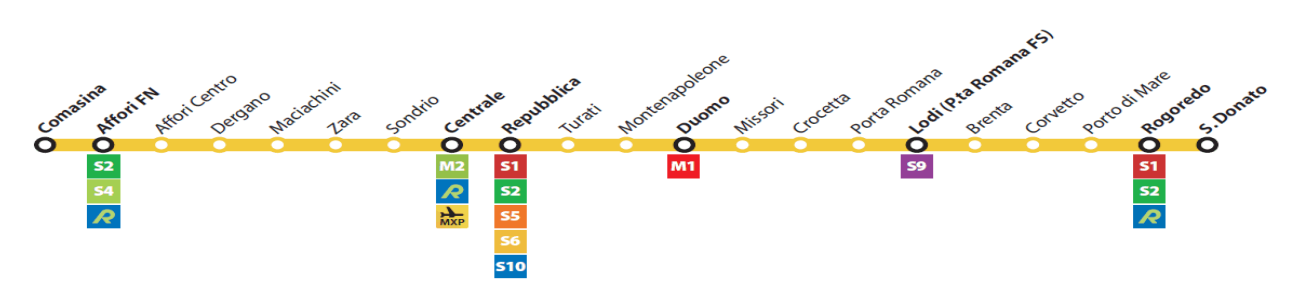 Comasina
Affori FN
Affori Centro
Dergano
Maciachini
Zara
Sondrio
Centrale
Repubblica
Turati
Montenapoleone
Duomo
Missori
Crocetta
Porta Romana
Lodi (P.ta Romana FS)
Brenta
Corvetto
Porto di Mare
Rogoredo
S.Donato
S2
S4
R
M2
R
MXP
S1
S2
S5
S6
S10
M1
S9
S1
S2
R